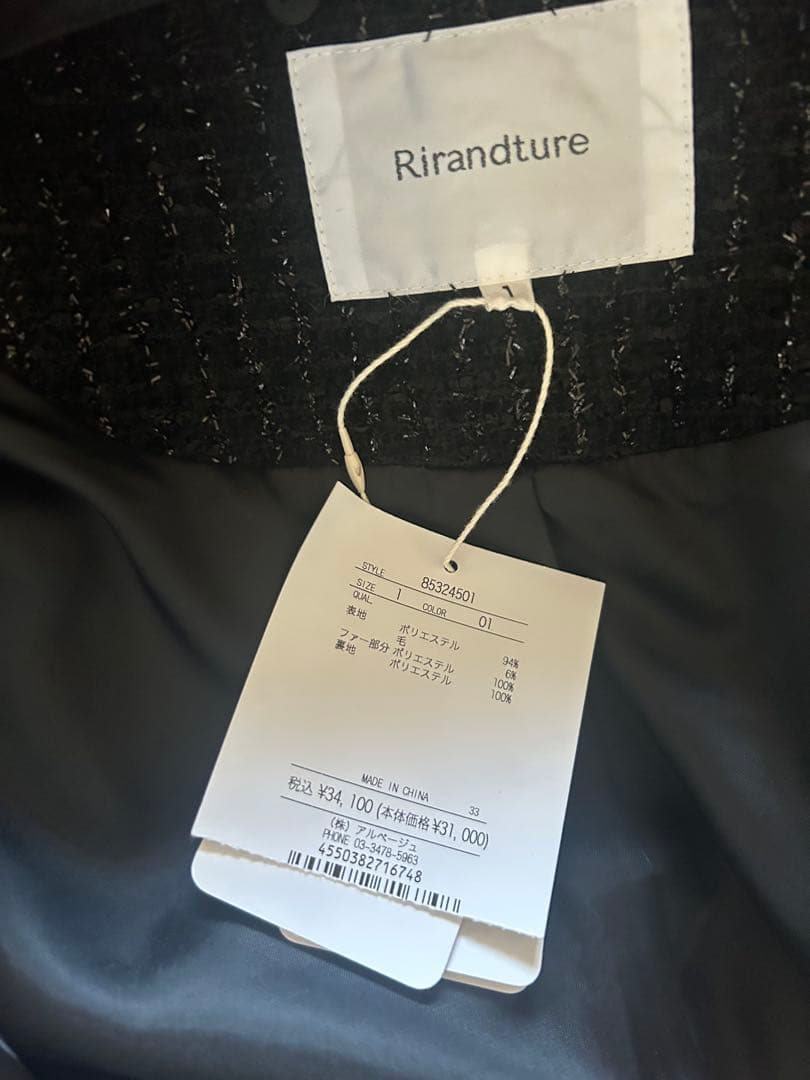 Rirandture
1
STYLE 85324501
SIZE 1 COLOR 01
QUAL.
表地 ポリエステル 94%
毛 6%
ファー部分 ポリエステル 100%
裏地 ポリエステル 100%
MADE IN CHINA 33
税込 ¥34,100 (本体価格 ¥31,000)
(株) アルページュ
PHONE 03-3478-5963
4550382716748